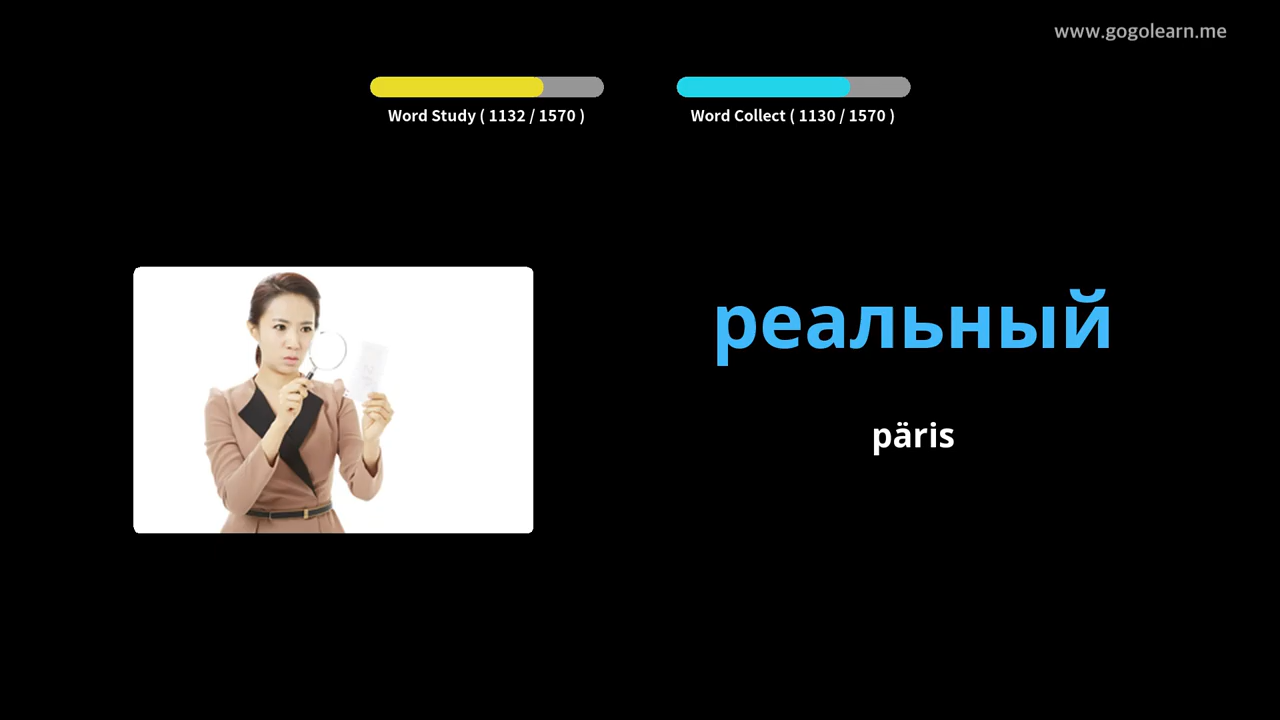 www.gogolearn.me
Word Study ( 1132 / 1570 )
Word Collect ( 1130 / 1570 )
реальный
päris